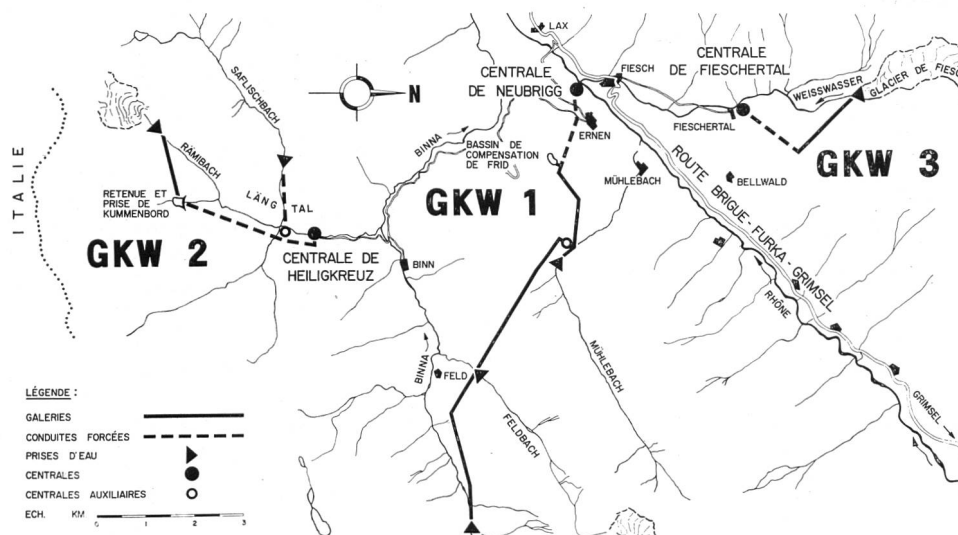 LAX
FIESCH
CENTRALE
DE FIESCHERTAL
CENTRALE
DE NEUBRIGG
WEISSWASSER
GLACIER DE FIESC
FIESCHERTAL
ERNEN
GKW 3
SAFLISCHBACH
N
BINNA
BASSIN DE
COMPENSATION
DE FRID
MÜHLEBACH
BELLWALD
RÄMIBACH
RETENUE ET
PRISE DE
KUMMENBORD
LÄNG TAL
GKW 1
ITALIE
GKW 2
CENTRALE DE
HEILIGKREUZ
BINN
ROUTE BRIGUE - FURKA - GRIMSEL
RHÔNE
BINNA
FELD
FELDBACH
MÜHLEBACH
GRIMSEL
LÉGENDE :
GALERIES
CONDUITES FORCÉES
PRISES D'EAU
CENTRALES
CENTRALES AUXILIAIRES
ECH. KM 0 1 2 3